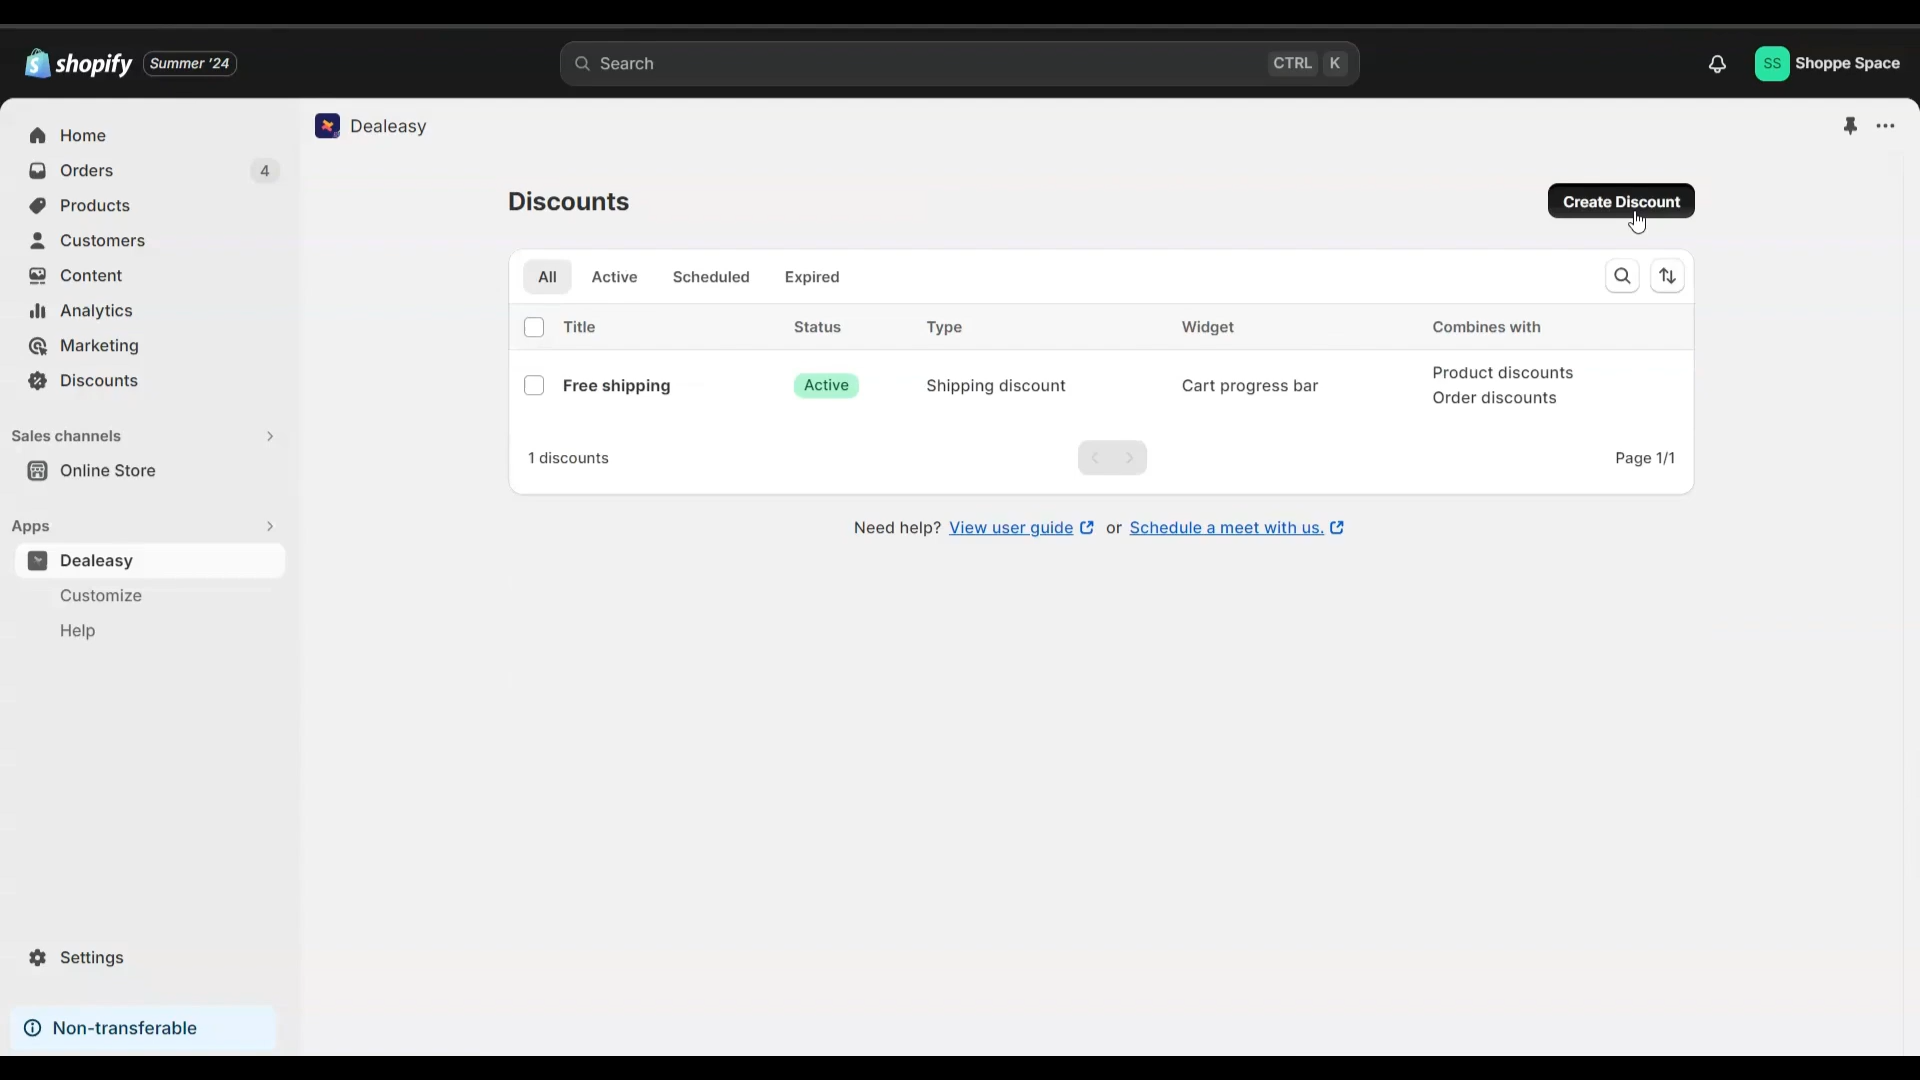 shopify Summer '24
Search CTRL K
SS Shoppe Space
Home
Orders 4
Products
Customers
Content
Analytics
Marketing
Discounts
Sales channels
Online Store
Apps
Dealeasy
Customize
Help
Settings
Non-transferable
Dealeasy
Discounts
Create Discount
All Active Scheduled Expired
Title Status Type Widget Combines with
Free shipping Active Shipping discount Cart progress bar Product discounts
Order discounts
1 discounts Page 1/1
Need help? View user guide or Schedule a meet with us.